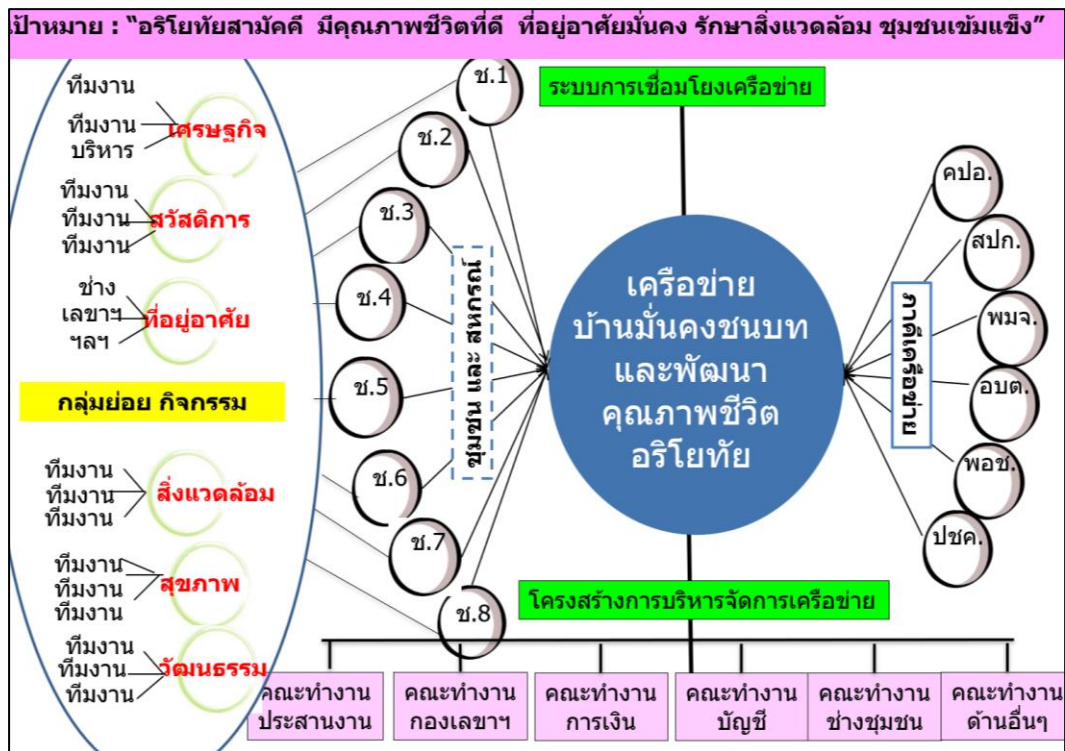 เป้าหมาย : “อริโยทัยสามัคคี มีคุณภาพชีวิตที่ดี ที่อยู่อาศัยมั่นคง รักษาสิ่งแวดล้อม ชุมชนเข้มแข็ง”
ระบบการเชื่อมโยงเครือข่าย
ทีมงาน
ทีมงาน
บริหาร
เศรษฐกิจ
ทีมงาน
ทีมงาน
ทีมงาน
สวัสดิการ
ช่าง
เลขาฯ
ฯลฯ
ที่อยู่อาศัย
กลุ่มย่อย กิจกรรม
ทีมงาน
ทีมงาน
ทีมงาน
สิ่งแวดล้อม
ทีมงาน
ทีมงาน
ทีมงาน
สุขภาพ
ทีมงาน
ทีมงาน
ทีมงาน
วัฒนธรรม
ช.1
ช.2
ช.3
ช.4
ช.5
ช.6
ช.7
ช.8
ชุมชน และ สหกรณ์
เครือข่าย
บ้านมั่นคงชนบท
และพัฒนา
คุณภาพชีวิต
อริโยทัย
ภาคีเครือข่าย
คปอ.
สปก.
พมจ.
อบต.
พอช.
ปชค.
โครงสร้างการบริหารจัดการเครือข่าย
คณะทำงาน
ประสานงาน
คณะทำงาน
กองเลขาฯ
คณะทำงาน
การเงิน
คณะทำงาน
บัญชี
คณะทำงาน
ช่างชุมชน
คณะทำงาน
ด้านอื่นๆ